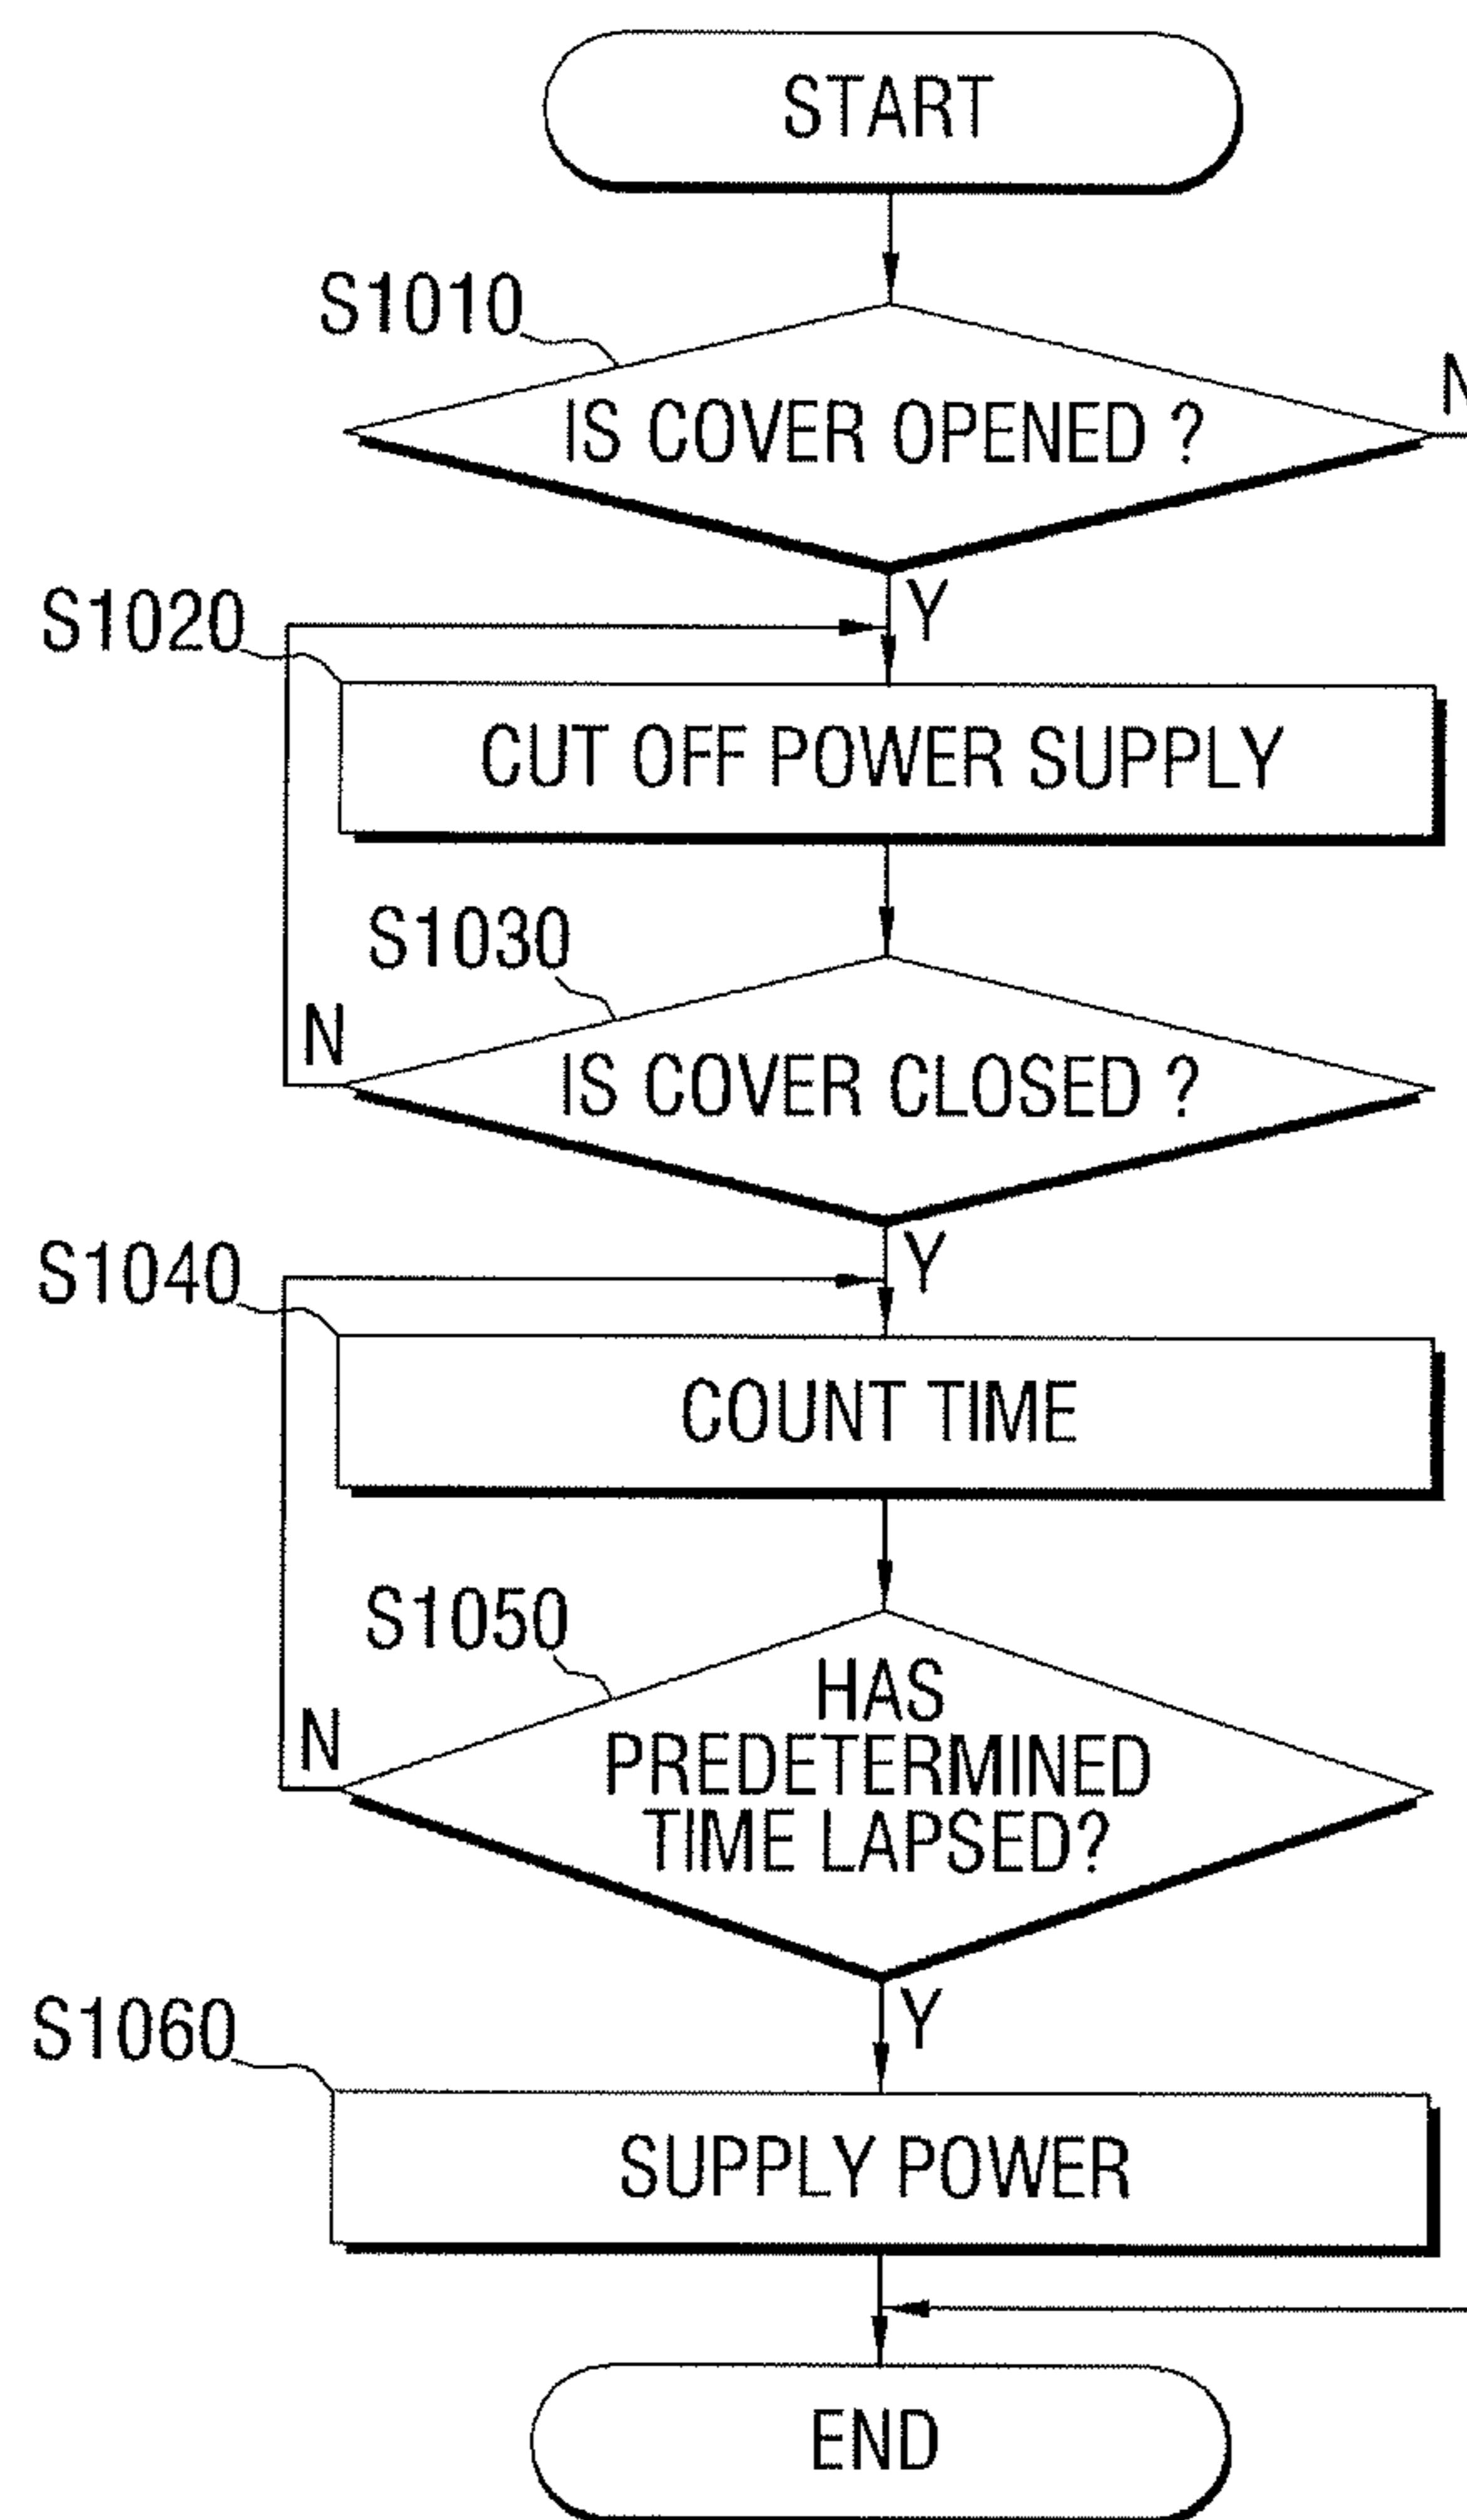 START
S1010
IS COVER OPENED ?
N
Y
S1020
CUT OFF POWER SUPPLY
S1030
N
IS COVER CLOSED ?
Y
S1040
COUNT TIME
S1050
N
HAS
PREDETERMINED
TIME LAPSED?
Y
S1060
SUPPLY POWER
END